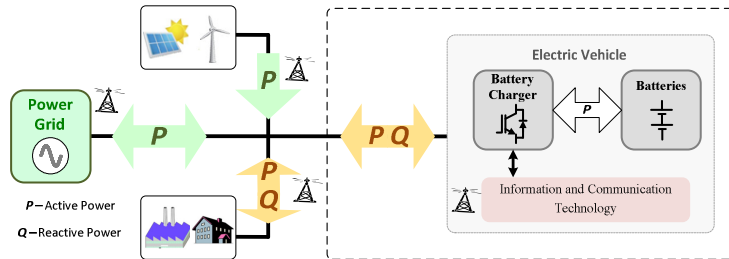 Electric Vehicle
Battery
Charger
Batteries
P
P
Power
Grid
P
P Q
P
Q
Information and Communication
Technology
P – Active Power
Q – Reactive Power